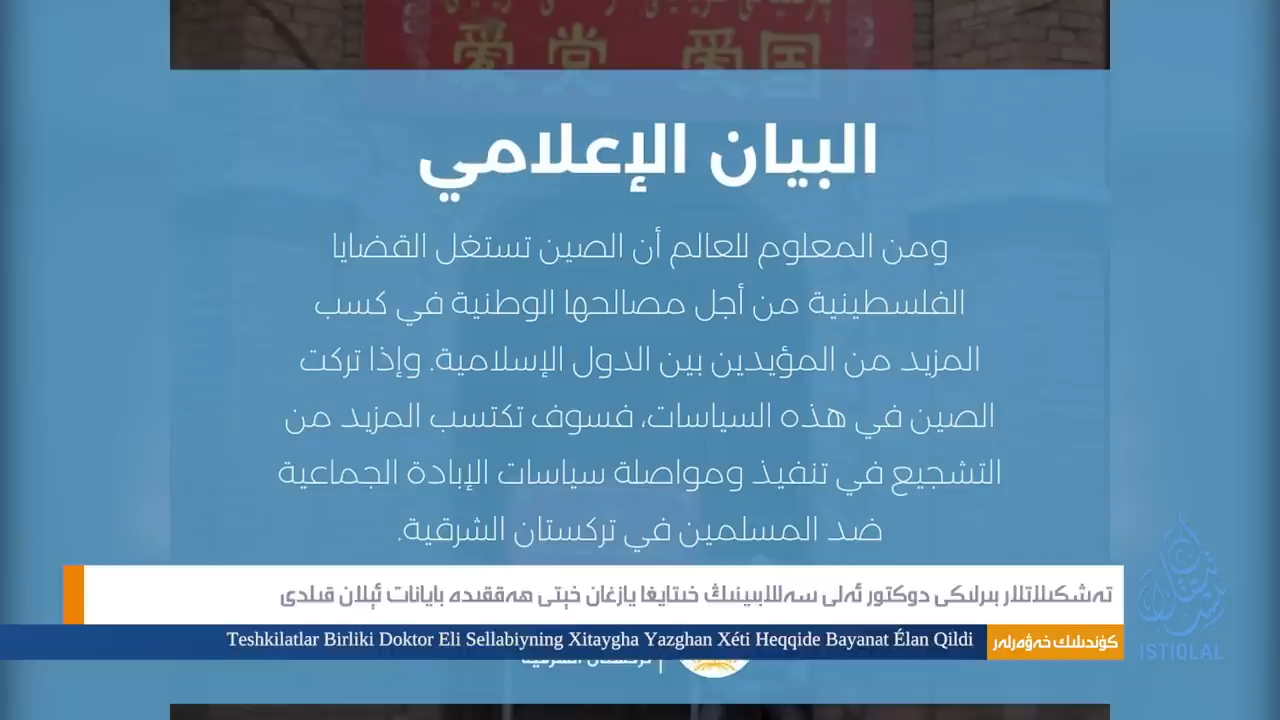 爱党 爱国
البيان الإعلامي
ومن المعلوم للعالم أن الصين تستغل القضايا
الفلسطينية من أجل مصالحها الوطنية في كسب
المزيد من المؤيدين بين الدول الإسلامية. وإذا تركت
الصين في هذه السياسات، فسوف تكتسب المزيد من
التشجيع في تنفيذ ومواصلة سياسات الإبادة الجماعية
ضد المسلمين في تركستان الشرقية.
تەشكىلاتلار بىرلىكى دوكتور ئەلى سەللابىينىڭ خىتايغا يازغان خېتى ھەققىدە بايانات ئېلان قىلدى
كۈندىلىك خەۋەرلەر
Teshkilatlar Birliki Doktor Eli Sellabiyning Xitaygha Yazghan Xéti Heqqide Bayanat Élan Qildi
تركستان الشرقية
ISTIQLAL